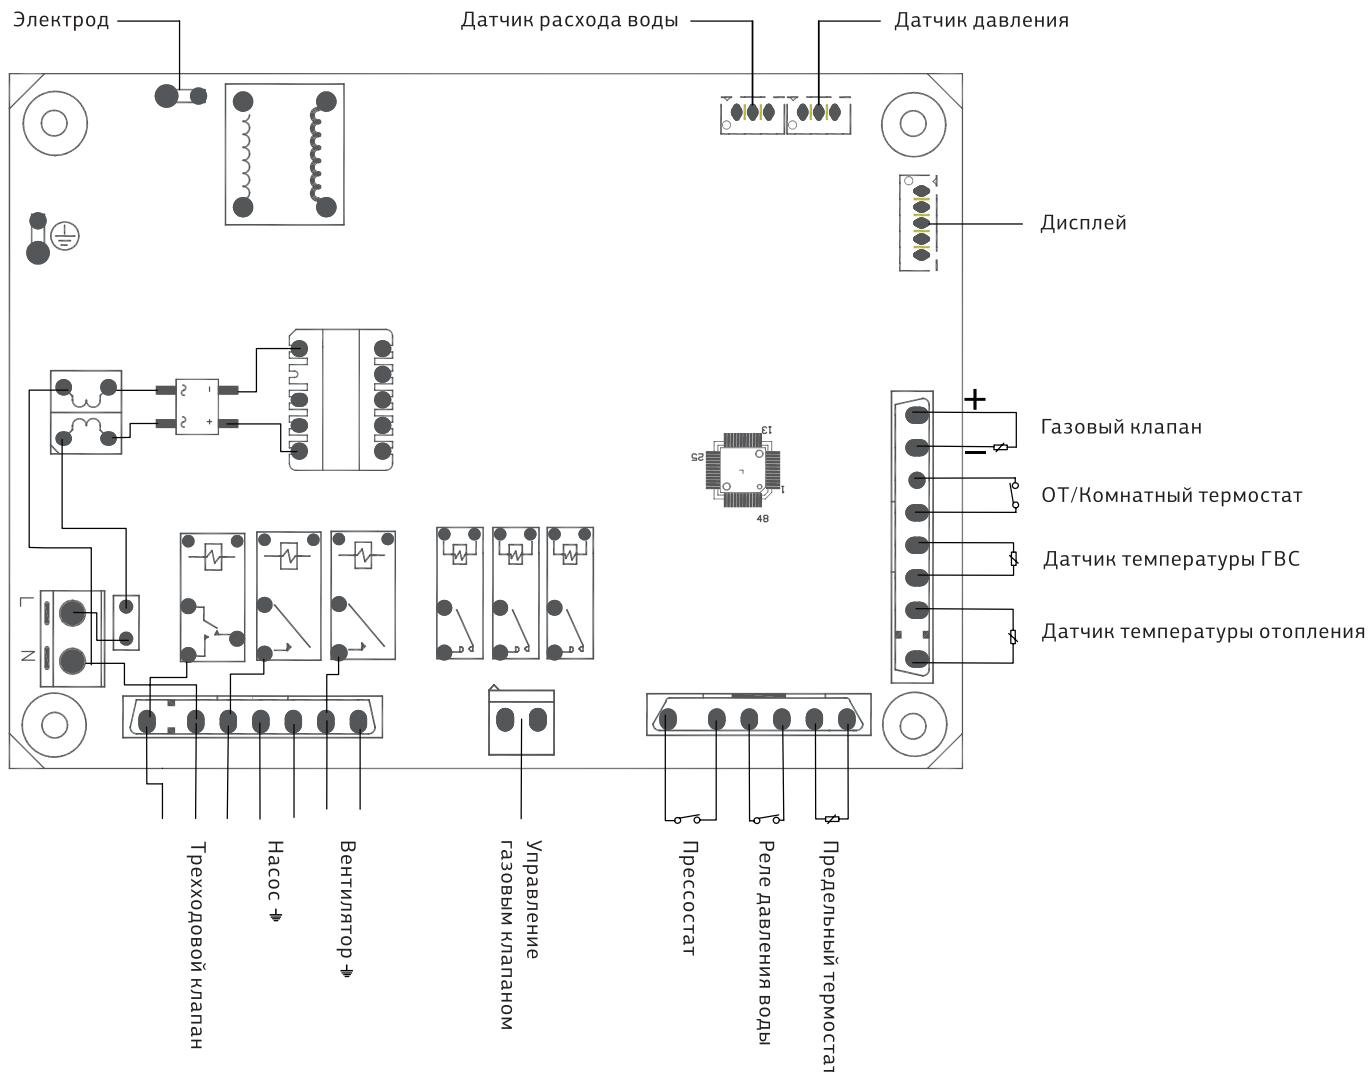 Электрод
Датчик расхода воды
Датчик давления
Дисплей
+
−
Газовый клапан
ОТ/Комнатный термостат
Датчик температуры ГВС
Датчик температуры отопления
- +
13
25
1
48
L
N
Трехходовой клапан
Насос
Вентилятор
Управление
газовым клапаном
Прессостат
Реле давления воды
Предельный термостат